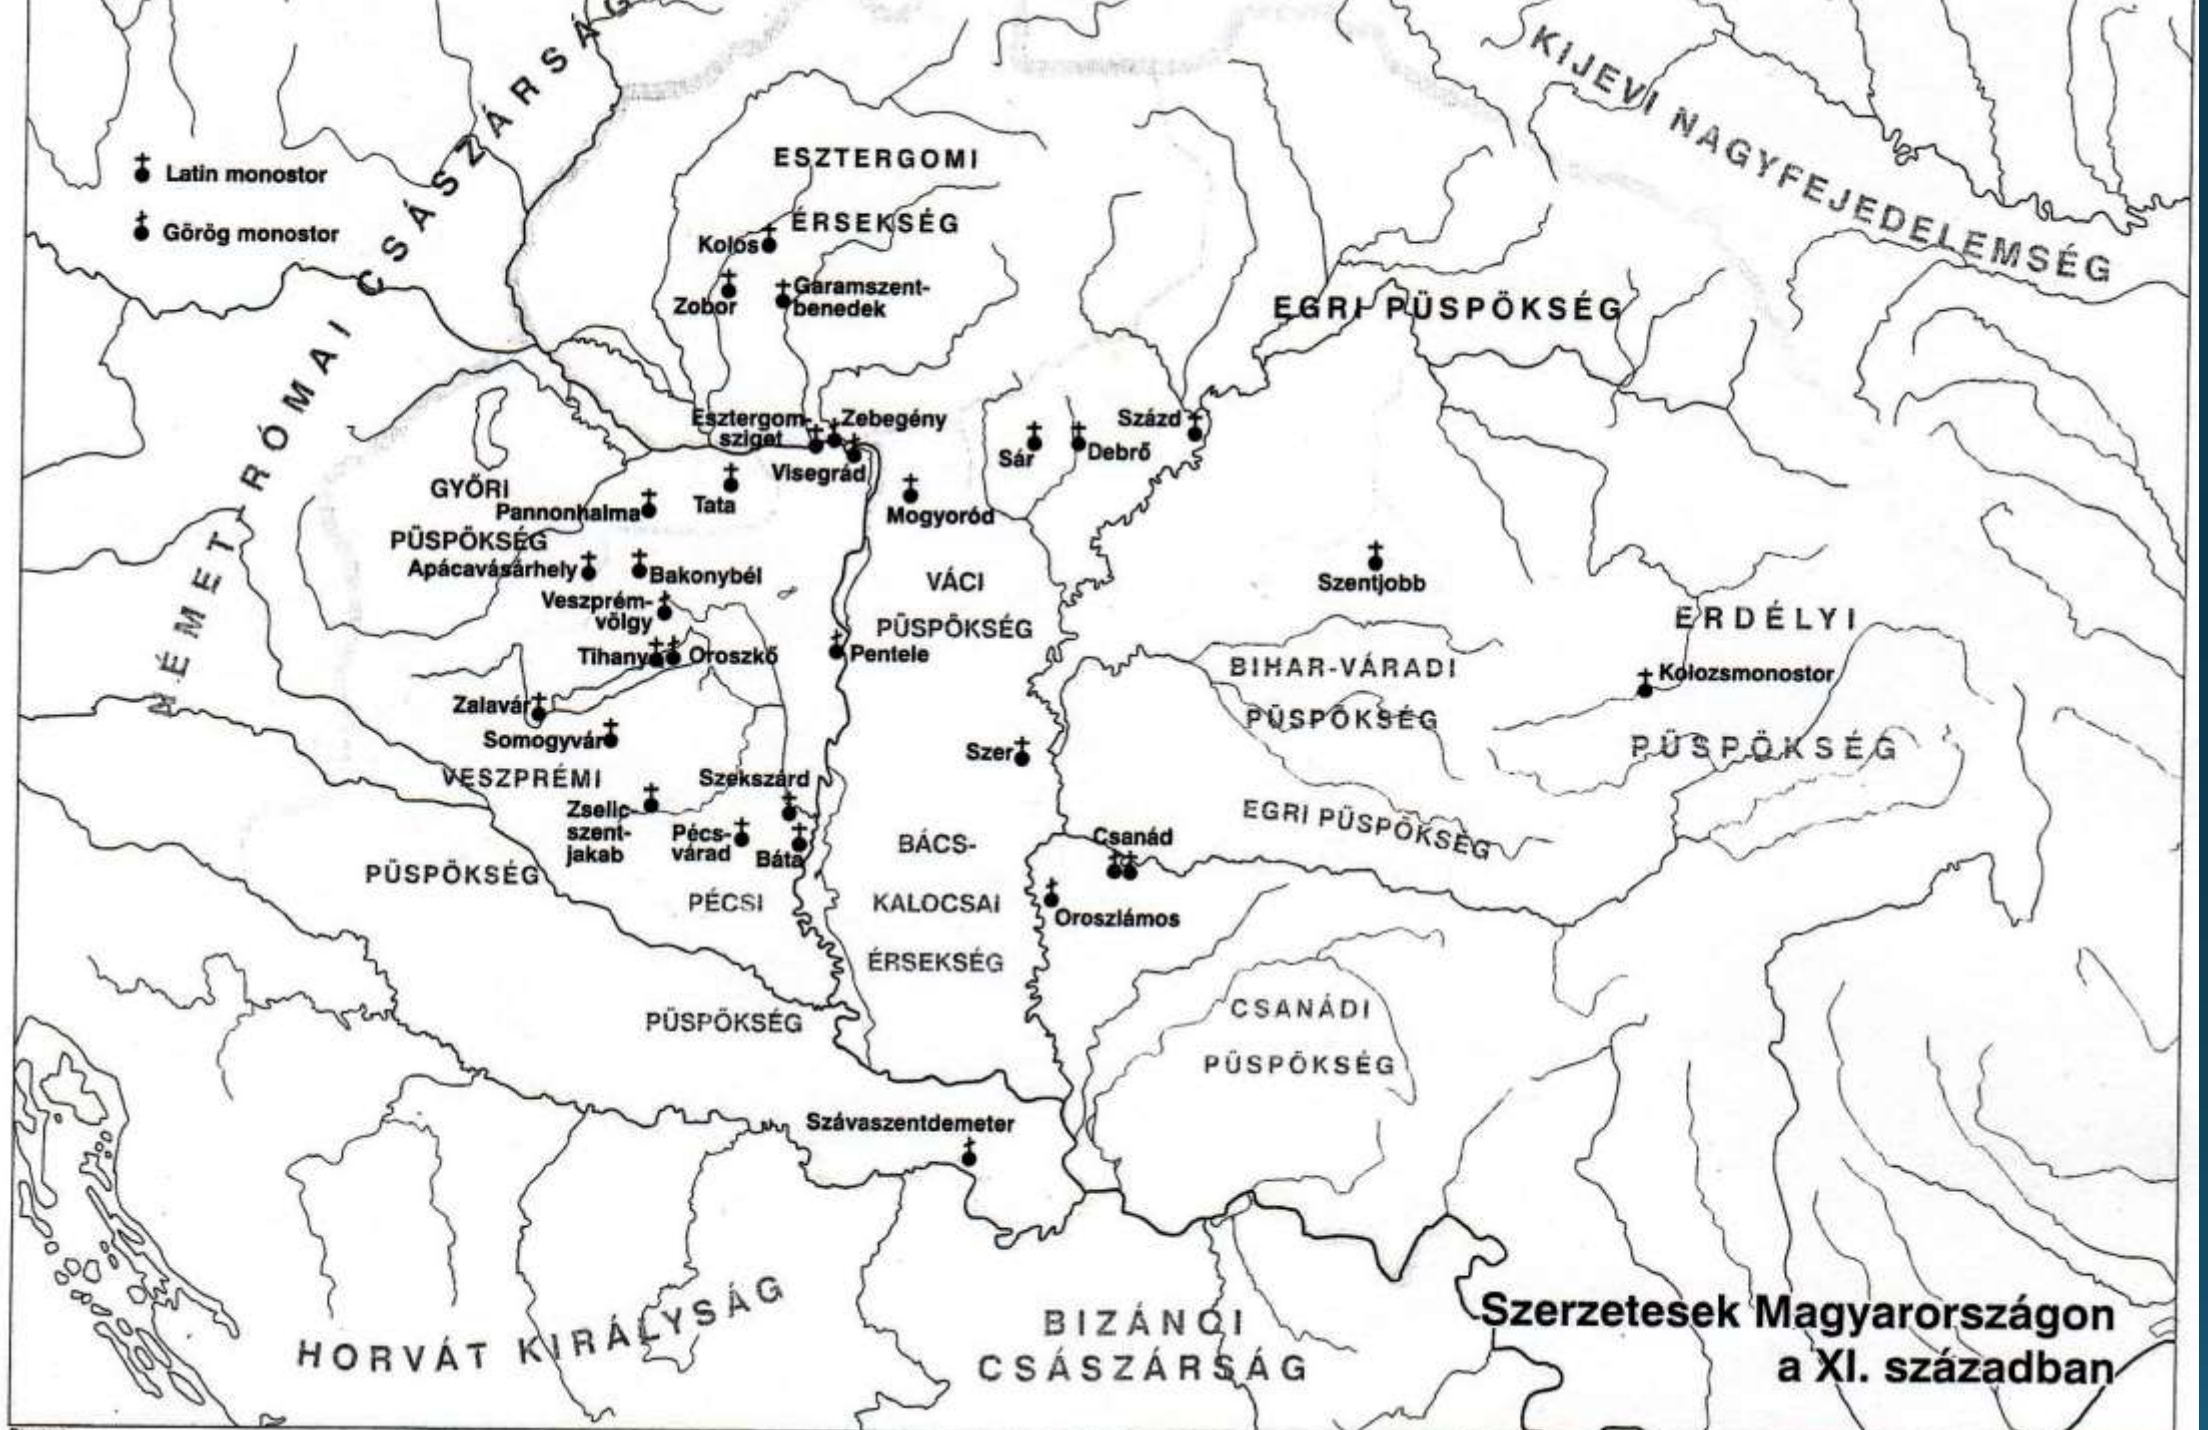 Latin monostor
Görög monostor
NÉMET RÓMAI CSÁSZÁRSÁG
KIJEVI NAGYFEJEDELEMSÉG
ESZTERGOMI
ÉRSEKSÉG
Kolos
Zobor
Garamszent-
benedek
EGRI PÜSPÖKSÉG
Esztergom-
sziget
Zebegény
Visegrád
Százd
Sár
Debrő
GYŐRI
PÜSPÖKSÉG
Pannonhalma
Tata
Mogyoród
Apácavásárhely
Bakonybél
Veszprém-
völgy
Tihany
Oroszkő
VÁCI
PÜSPÖKSÉG
Pentele
Szentjobb
ERDÉLYI
PÜSPÖKSÉG
Kolozsmonostor
BIHAR-VÁRADI
PÜSPÖKSÉG
Zalavár
Somogyvár
Szer
VESZPRÉMI
PÜSPÖKSÉG
Szekszárd
Zselic-
szent-
jakab
Pécs-
várad
Báta
EGRI PÜSPÖKSÉG
BÁCS-
KALOCSAI
ÉRSEKSÉG
Csanád
Oroszlámos
PÉCSI
PÜSPÖKSÉG
CSANÁDI
PÜSPÖKSÉG
Szávaszentdemeter
HORVÁT KIRÁLYSÁG
BIZÁNCI
CSÁSZÁRSÁG
Szerzetesek Magyarországon
a XI. században